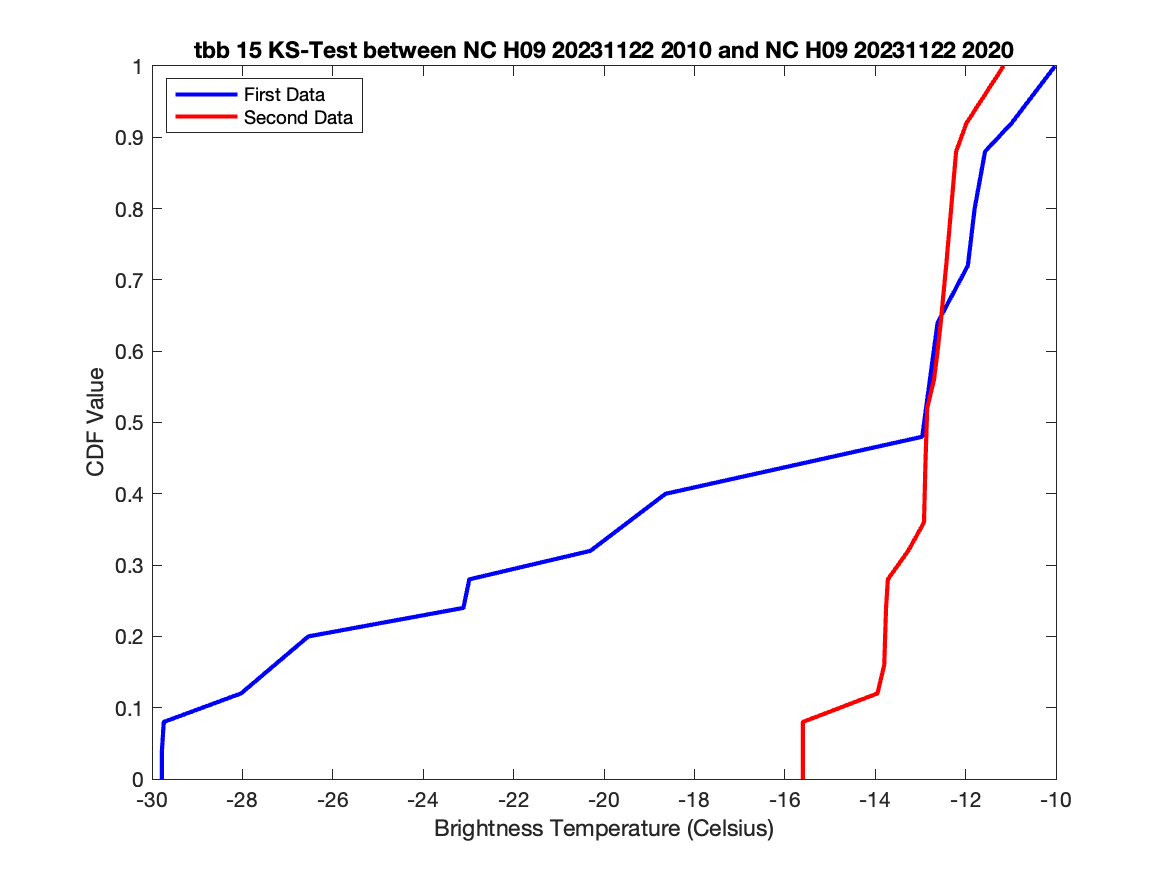 tbb 15 KS-Test between NC H09 20231122 2010 and NC H09 20231122 2020
First Data
Second Data
1
0.9
0.8
0.7
0.6
0.5
0.4
0.3
0.2
0.1
0
CDF Value
-30 -28 -26 -24 -22 -20 -18 -16 -14 -12 -10
Brightness Temperature (Celsius)